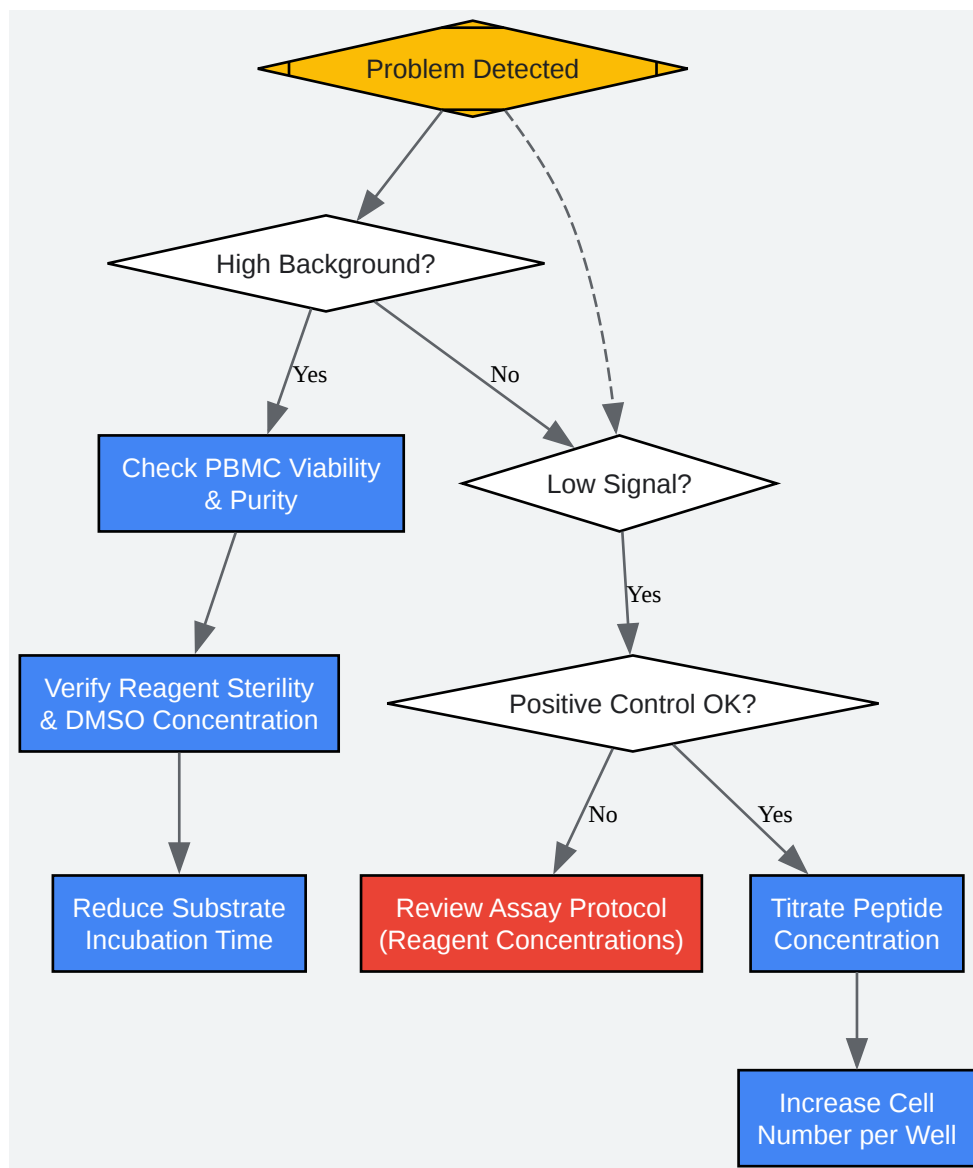 Problem Detected
High Background?
Yes
No
Check PBMC Viability
& Purity
Low Signal?
Yes
Verify Reagent Sterility
& DMSO Concentration
Positive Control OK?
No
Yes
Reduce Substrate
Incubation Time
Review Assay Protocol
(Reagent Concentrations)
Titrate Peptide
Concentration
Increase Cell
Number per Well